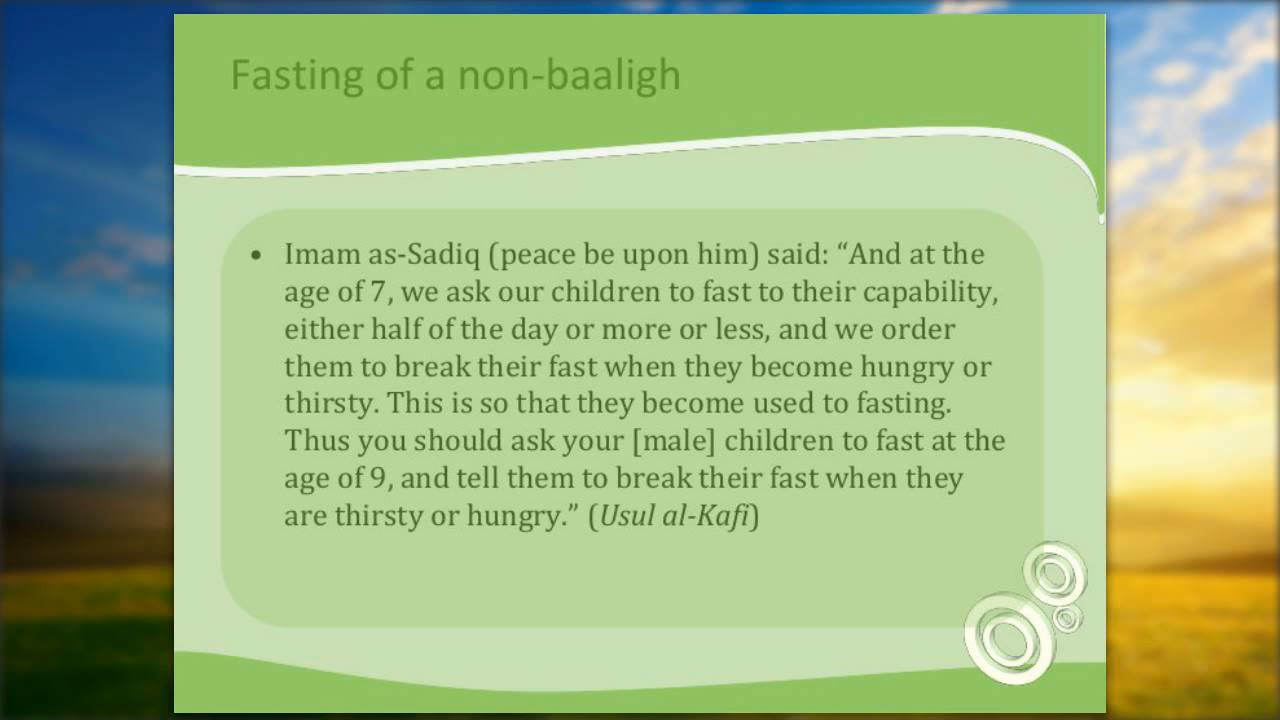 Fasting of a non-baaligh
• Imam as-Sadiq (peace be upon him) said: “And at the
age of 7, we ask our children to fast to their capability,
either half of the day or more or less, and we order
them to break their fast when they become hungry or
thirsty. This is so that they become used to fasting.
Thus you should ask your [male] children to fast at the
age of 9, and tell them to break their fast when they
are thirsty or hungry.” (Usul al-Kafi)